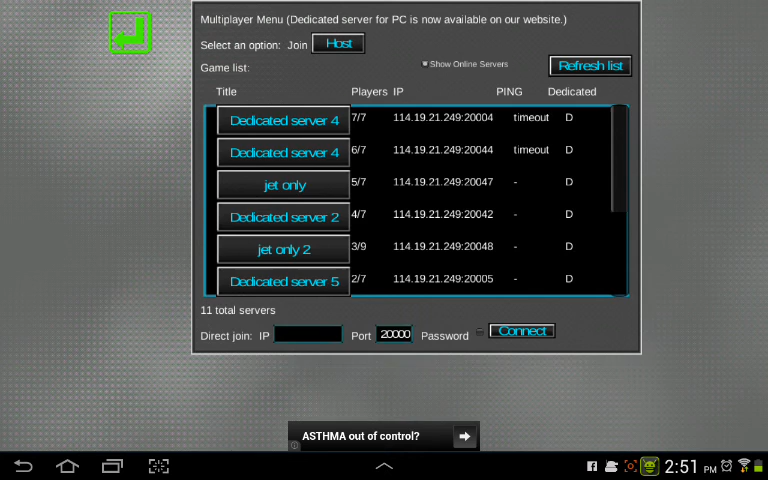 Multiplayer Menu (Dedicated server for PC is now available on our website.)
Select an option: Join Host
Game list: Show Online Servers Refresh list
Title Players IP PING Dedicated
Dedicated server 4 7/7 114.19.21.249:20004 timeout D
Dedicated server 4 6/7 114.19.21.249:20044 timeout D
jet only 5/7 114.19.21.249:20047 - D
Dedicated server 2 4/7 114.19.21.249:20042 - D
jet only 2 3/9 114.19.21.249:20048 - D
Dedicated server 5 2/7 114.19.21.249:20005 - D
11 total servers
Direct join: IP Port 20000 Password Connect
ASTHMA out of control?
2:51 PM